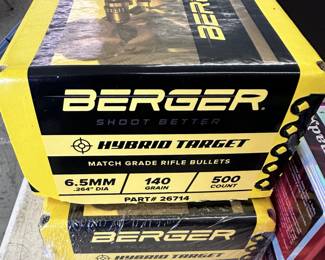 BERGER
SHOOT BETTER
HYBRID TARGET
MATCH GRADE RIFLE BULLETS
6.5MM 140 500
.264" DIA GRAIN COUNT
PART# 26714
BERGER